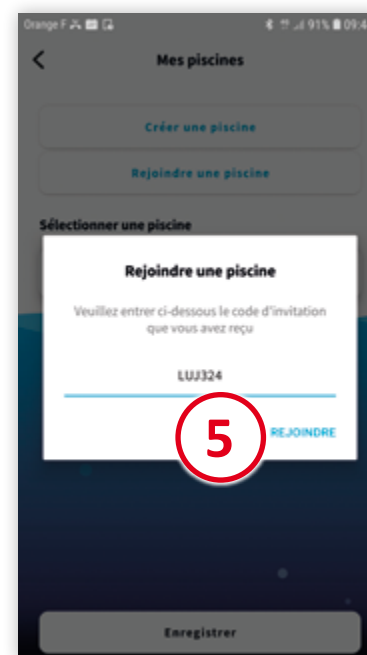 Orange F
91% 09:4
Mes piscines
Créer une piscine
Rejoindre une piscine
Sélectionner une piscine
Rejoindre une piscine
Veuillez entrer ci-dessous le code d'invitation
que vous avez reçu
LUJ324
5
REJOINDRE
Enregistrer